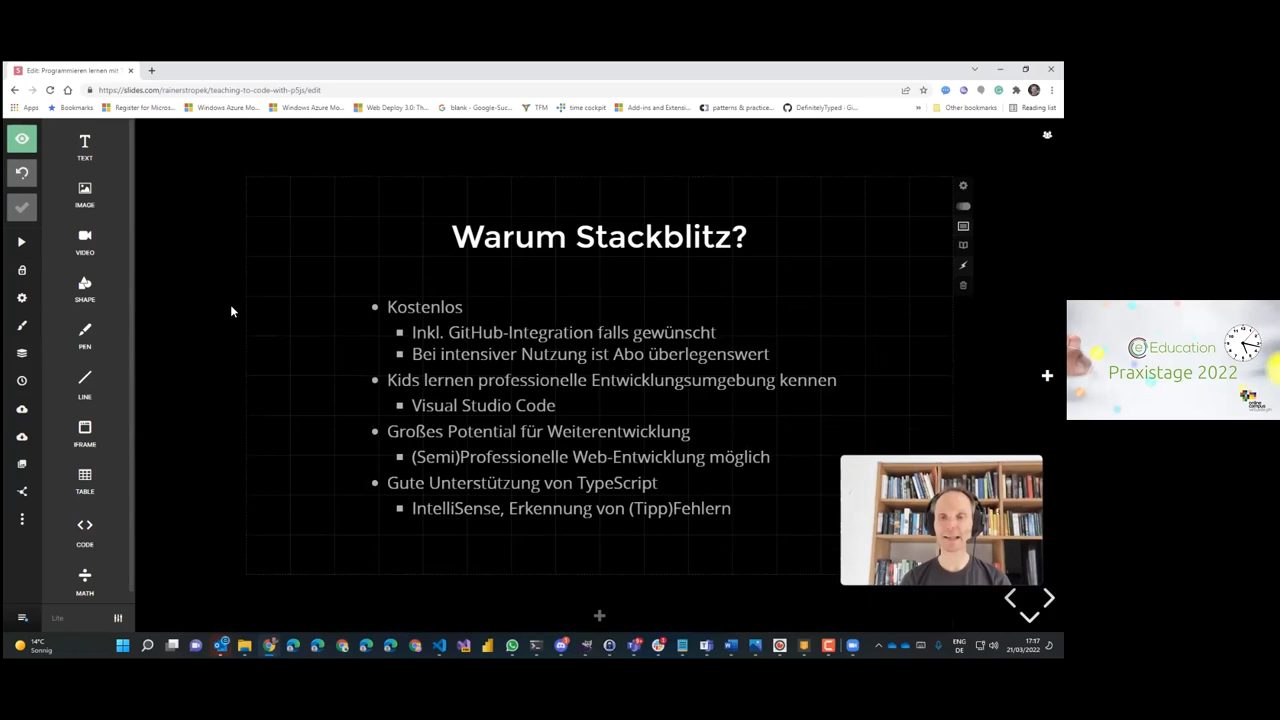 Edit: Programmieren lernen mit
https://slides.com/rainerstropek/teaching-to-code-with-p5js/edit
Apps
Bookmarks
Register for Micros...
Windows Azure Mo...
Windows Azure Mo...
Web Deploy 3.0: Th...
blank - Google-Suc...
TFM
time cockpit
Add-ins and Extensi...
patterns & practice...
DefinitelyTyped · Gi...
»
Other bookmarks
Reading list
TEXT
IMAGE
VIDEO
SHAPE
PEN
LINE
IFRAME
TABLE
CODE
MATH
Lite
Warum Stackblitz?
Kostenlos
Inkl. GitHub-Integration falls gewünscht
Bei intensiver Nutzung ist Abo überlegenswert
Kids lernen professionelle Entwicklungsumgebung kennen
Visual Studio Code
Großes Potential für Weiterentwicklung
(Semi)Professionelle Web-Entwicklung möglich
Gute Unterstützung von TypeScript
IntelliSense, Erkennung von (Tipp)Fehlern
eEducation
Praxistage 2022
14°C
Sonnig
ENG
DE
17:17
21/03/2022